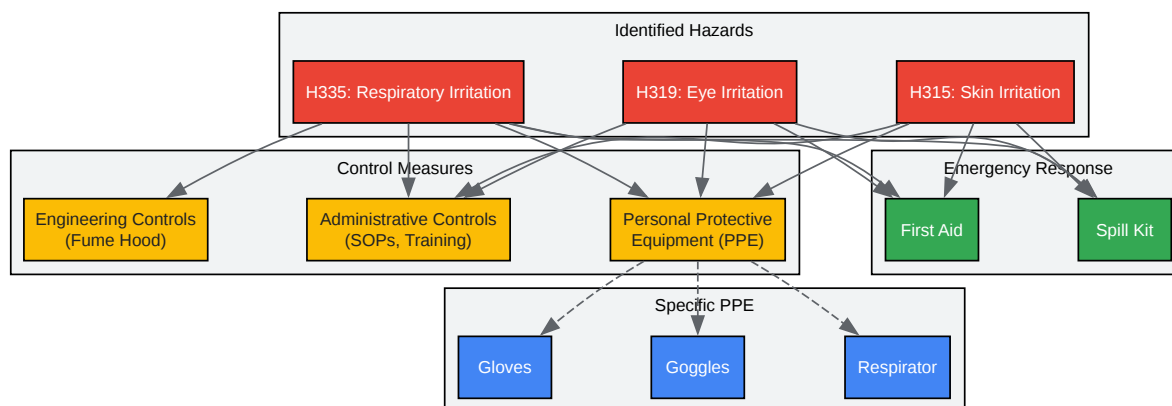 Identified Hazards
H335: Respiratory Irritation
H319: Eye Irritation
H315: Skin Irritation
Control Measures
Emergency Response
Engineering Controls
(Fume Hood)
Administrative Controls
(SOPs, Training)
Personal Protective
Equipment (PPE)
First Aid
Spill Kit
Specific PPE
Gloves
Goggles
Respirator